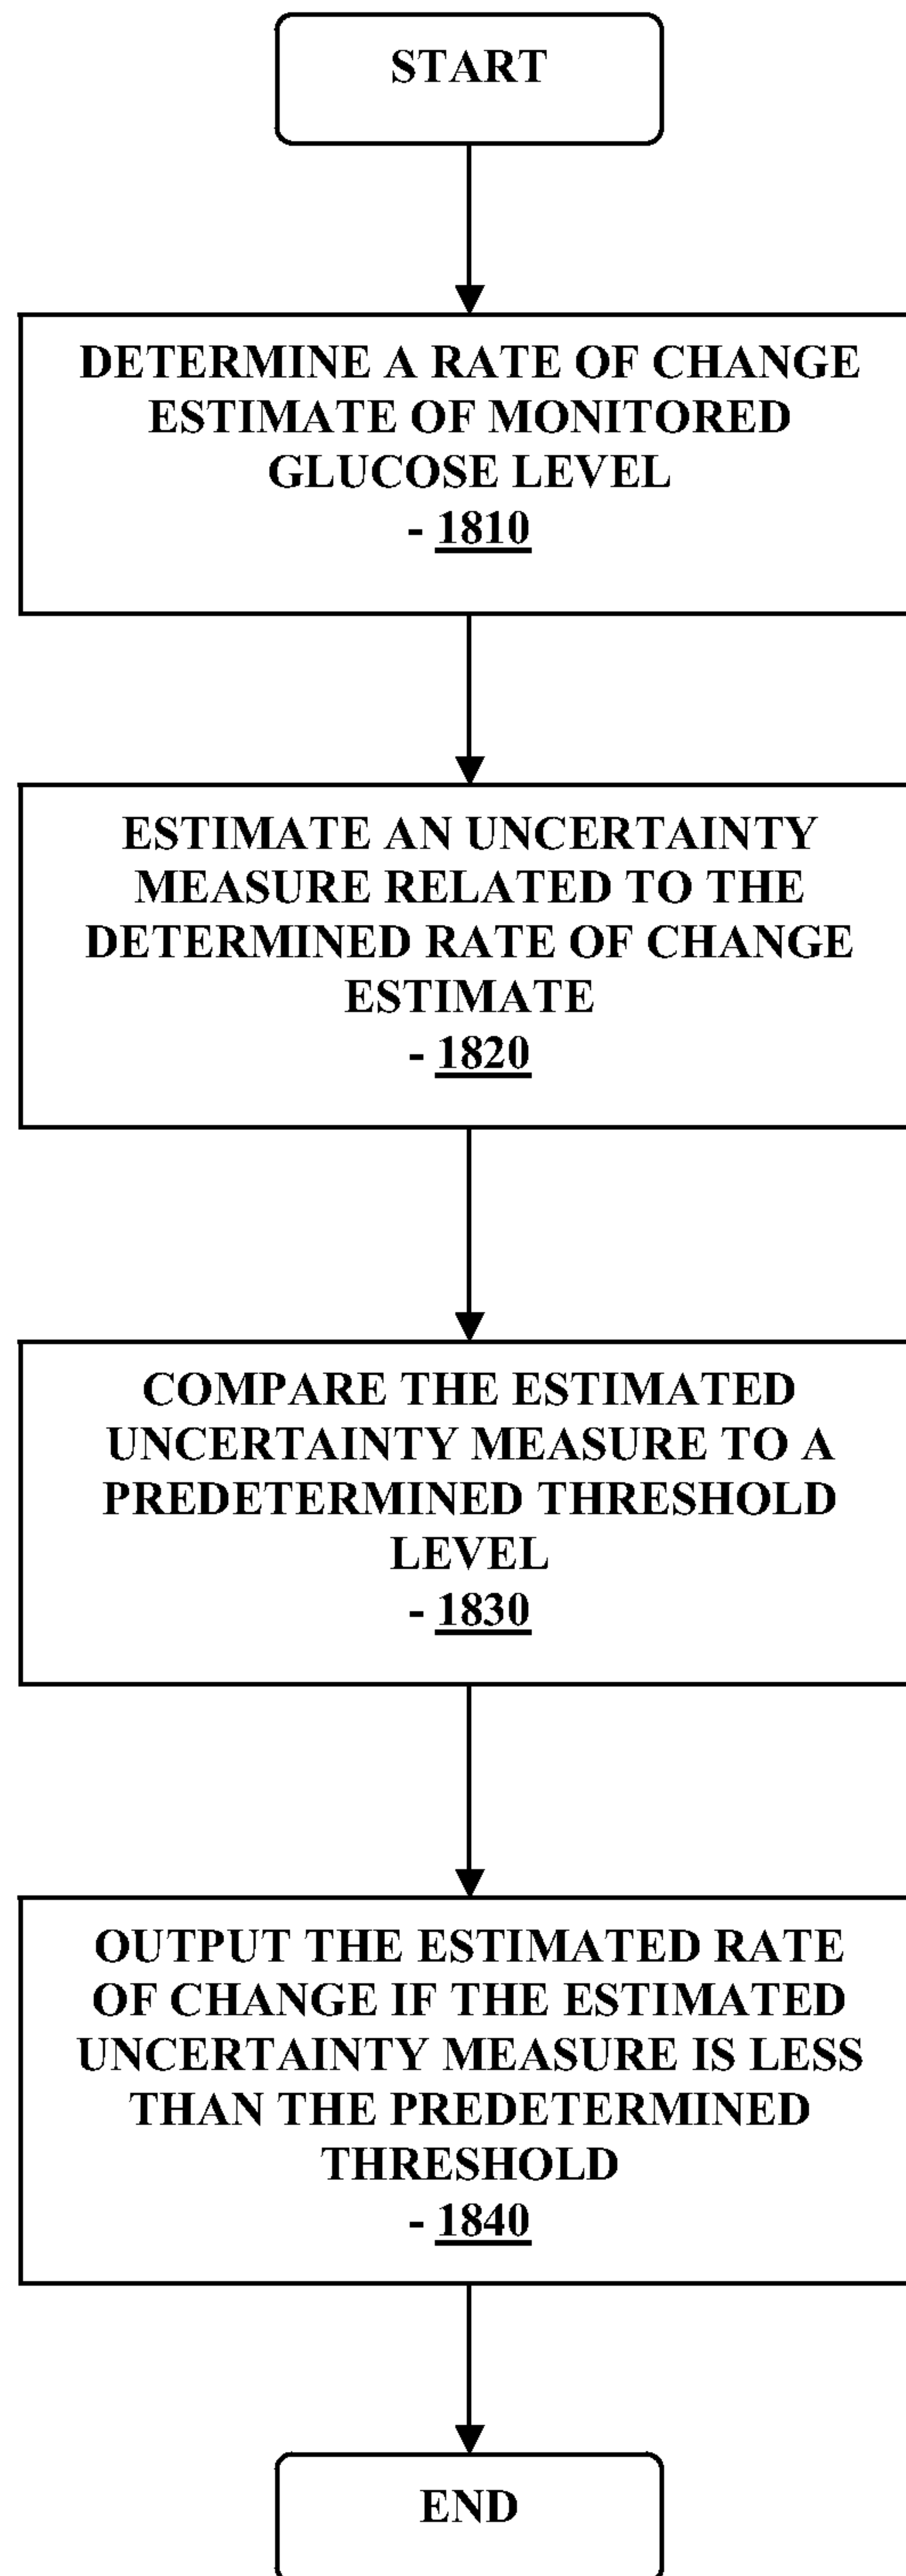 START
DETERMINE A RATE OF CHANGE
ESTIMATE OF MONITORED
GLUCOSE LEVEL
- 1810
ESTIMATE AN UNCERTAINTY
MEASURE RELATED TO THE
DETERMINED RATE OF CHANGE
ESTIMATE
- 1820
COMPARE THE ESTIMATED
UNCERTAINTY MEASURE TO A
PREDETERMINED THRESHOLD
LEVEL
- 1830
OUTPUT THE ESTIMATED RATE
OF CHANGE IF THE ESTIMATED
UNCERTAINTY MEASURE IS LESS
THAN THE PREDETERMINED
THRESHOLD
- 1840
END